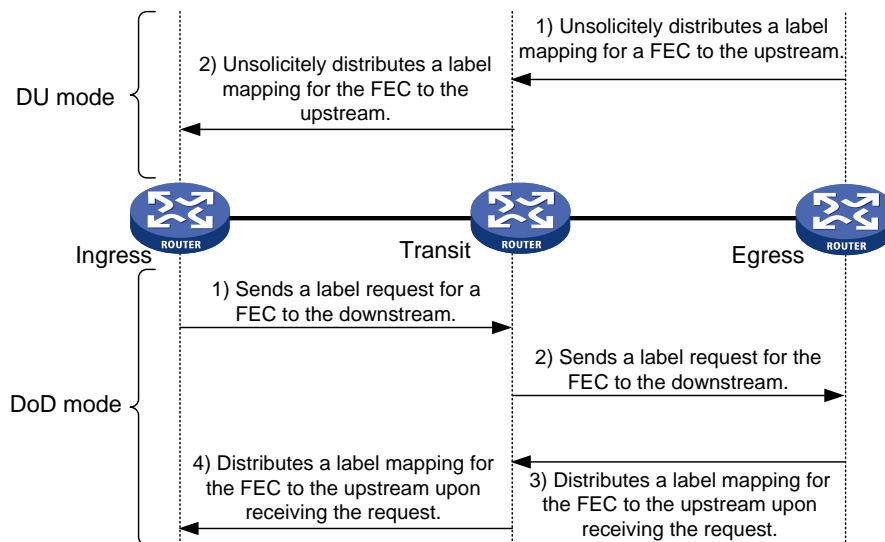 1) Unsolicitely distributes a label
mapping for a FEC to the upstream.
2) Unsolicitely distributes a label
mapping for the FEC to the
upstream.
DU mode
ROUTER
ROUTER
ROUTER
Ingress
Transit
Egress
1) Sends a label request for a
FEC to the downstream.
2) Sends a label request for the
FEC to the downstream.
DoD mode
4) Distributes a label mapping for
the FEC to the upstream upon
receiving the request.
3) Distributes a label mapping for
the FEC to the upstream upon
receiving the request.